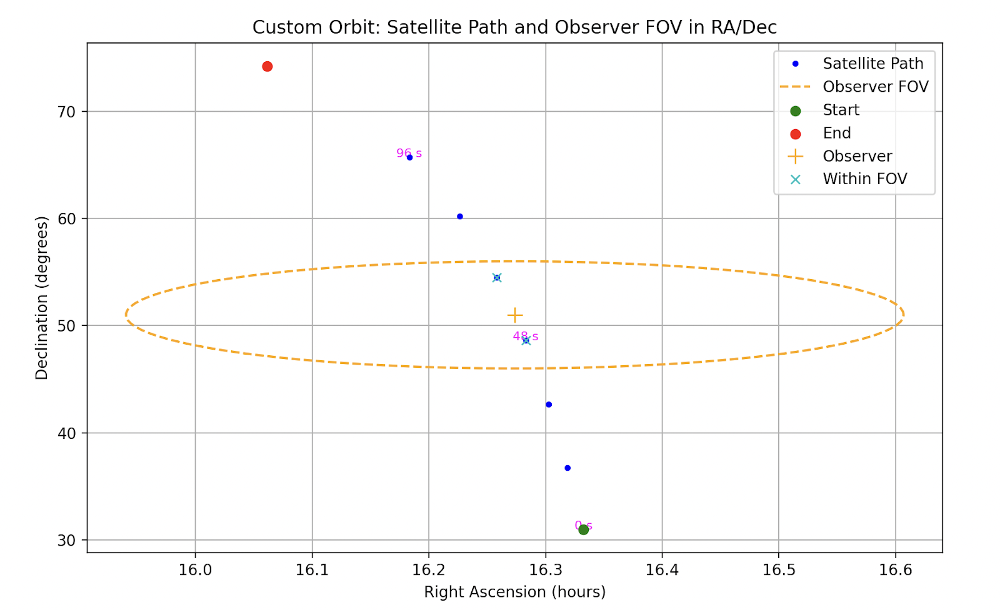 Custom Orbit: Satellite Path and Observer FOV in RA/Dec
Satellite Path
Observer FOV
Start
End
Observer
Within FOV
96 s
48 s
0 s
70
60
50
40
30
Declination (degrees)
16.0
16.1
16.2
16.3
16.4
16.5
16.6
Right Ascension (hours)